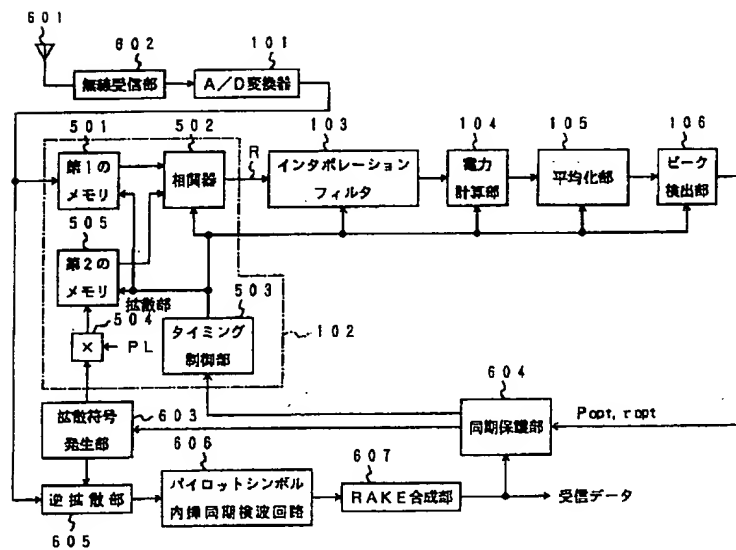 601
602
101
無線受信部
A/D変換器
501
502
103
104
105
106
第1の
メモリ
相関器
R
インタポレーション
フィルタ
電力
計算部
平均化部
ピーク
検出部
505
第2の
メモリ
拡散部
503
504
×
PL
タイミング
制御部
102
604
拡散符号
発生部
603
同期保護部
Popt, ropt
606
607
逆拡散部
パイロットシンボル
内挿同期検波回路
RAKE合成部
受信データ
605